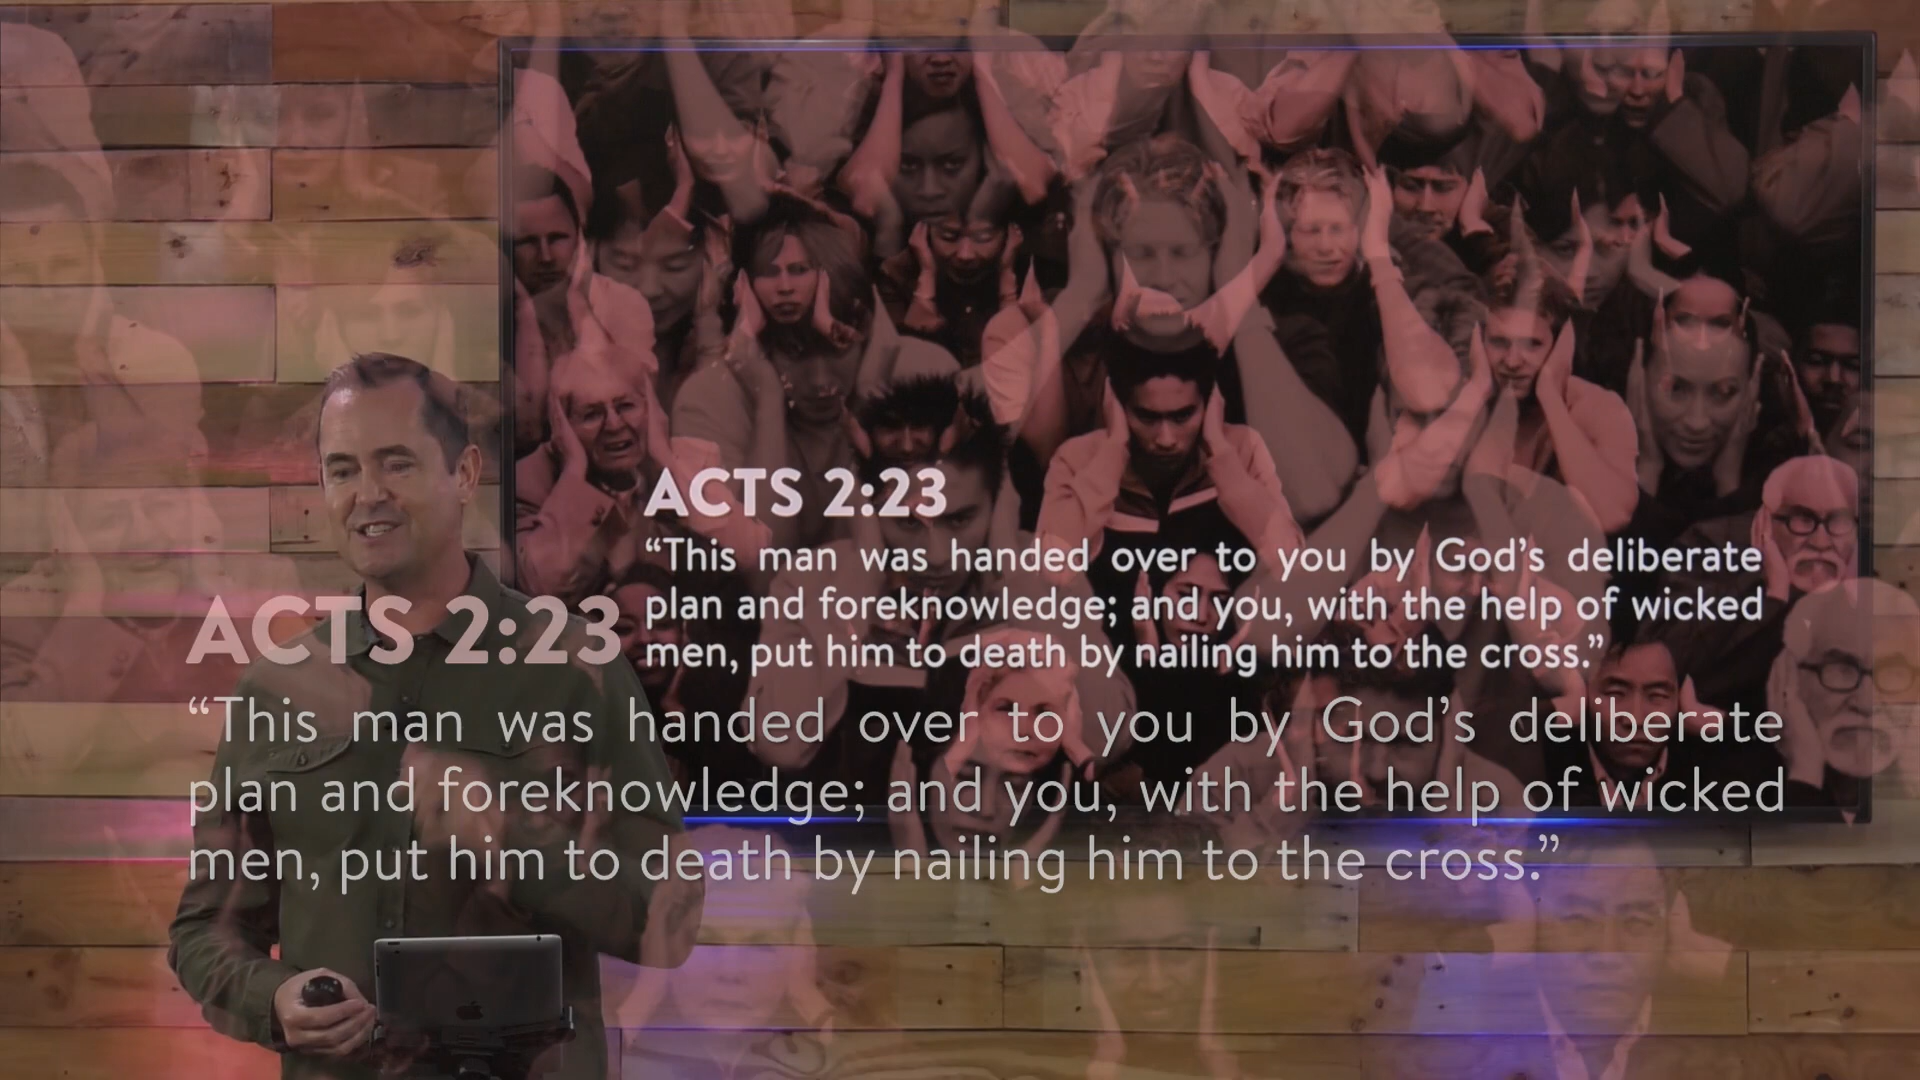 ACTS 2:23
“This man was handed over to you by God’s deliberate
plan and foreknowledge; and you, with the help of wicked
men, put him to death by nailing him to the cross.”
ACTS 2:23
“This man was handed over to you by God’s deliberate
plan and foreknowledge; and you, with the help of wicked
men, put him to death by nailing him to the cross.”